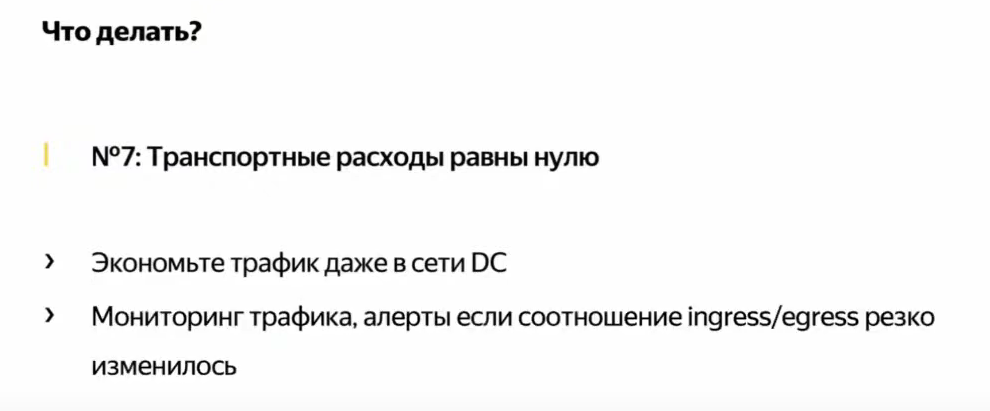 Что делать?
№7: Транспортные расходы равны нулю
› Экономьте трафик даже в сети DC
› Мониторинг трафика, алерты если соотношение ingress/egress резко
изменилось